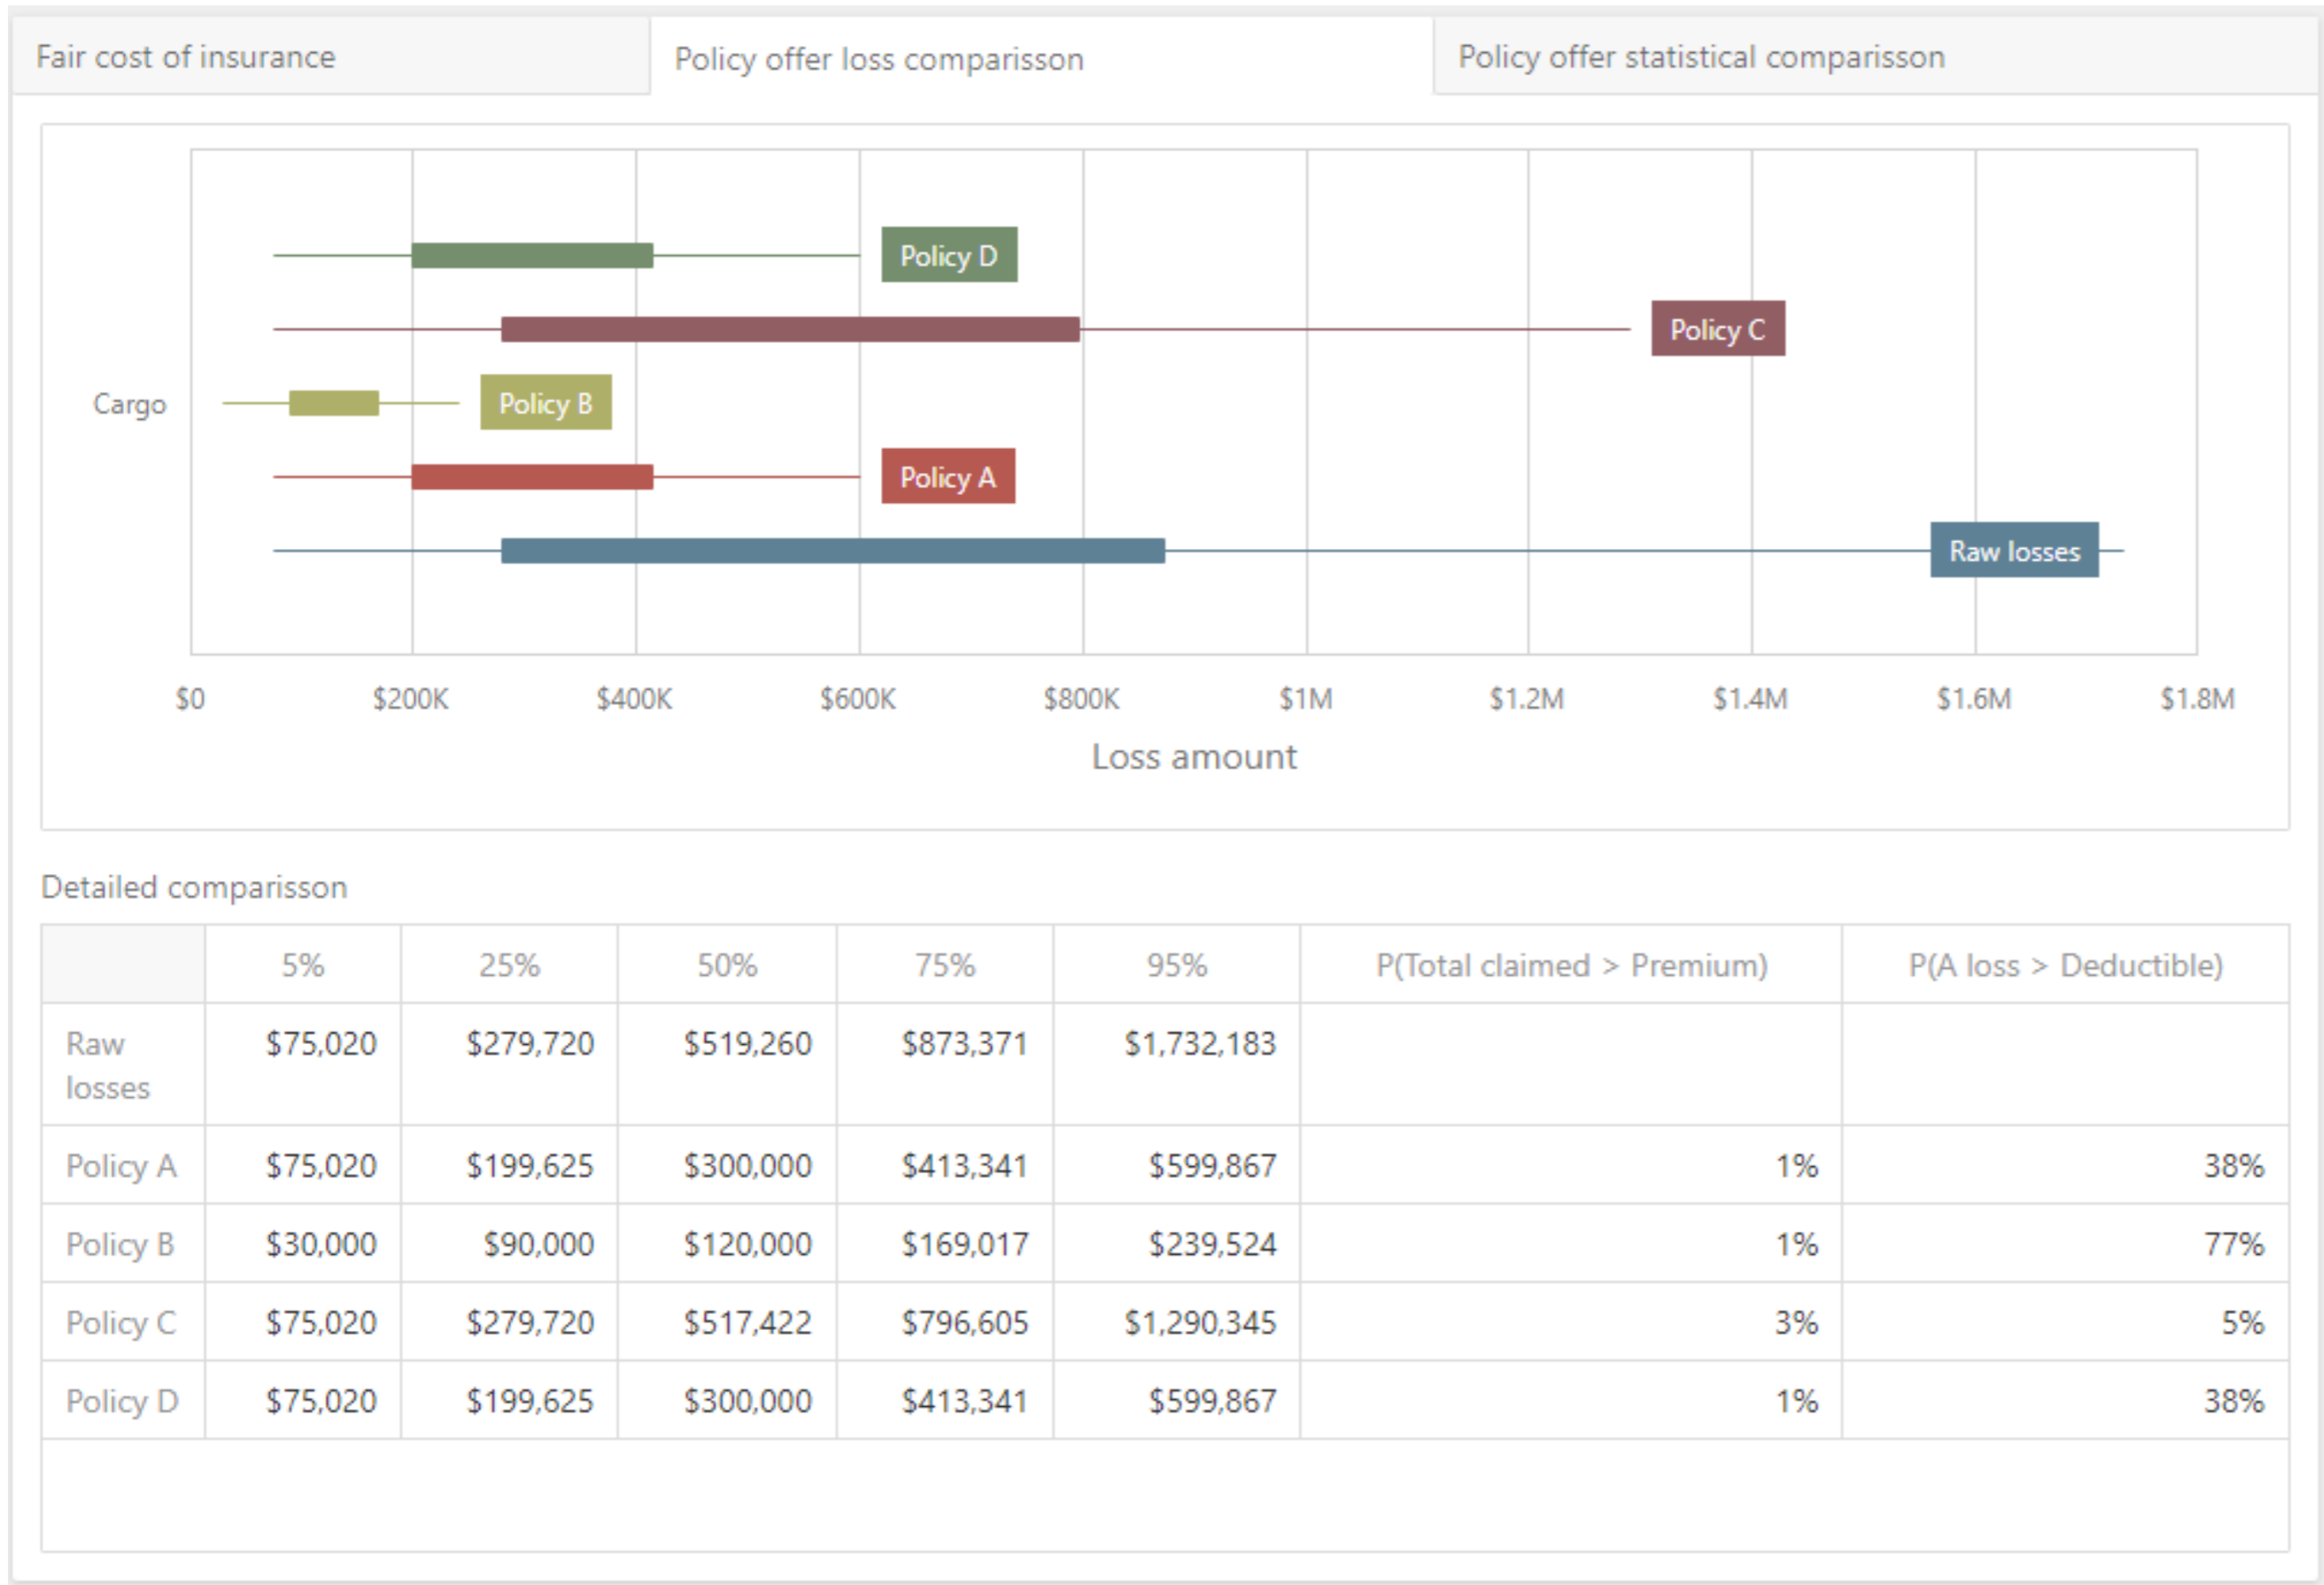 Fair cost of insurance
Policy offer loss comparisson
Policy offer statistical comparisson
Policy D
Policy C
Cargo
Policy B
Policy A
Raw losses
$0 $200K $400K $600K $800K $1M $1.2M $1.4M $1.6M $1.8M
Loss amount
Detailed comparisson
5% 25% 50% 75% 95% P(Total claimed > Premium) P(A loss > Deductible)
Raw losses $75,020 $279,720 $519,260 $873,371 $1,732,183
Policy A $75,020 $199,625 $300,000 $413,341 $599,867 1% 38%
Policy B $30,000 $90,000 $120,000 $169,017 $239,524 1% 77%
Policy C $75,020 $279,720 $517,422 $796,605 $1,290,345 3% 5%
Policy D $75,020 $199,625 $300,000 $413,341 $599,867 1% 38%